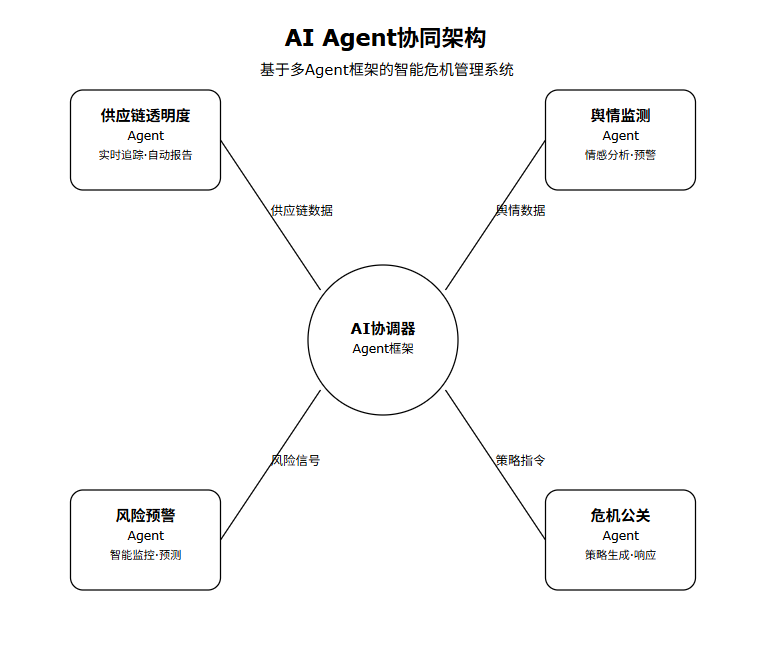 AI Agent协同架构
基于多Agent框架的智能危机管理系统
供应链透明度
Agent
实时追踪·自动报告
舆情监测
Agent
情感分析·预警
供应链数据
舆情数据
AI协调器
Agent框架
风险信号
策略指令
风险预警
Agent
智能监控·预测
危机公关
Agent
策略生成·响应